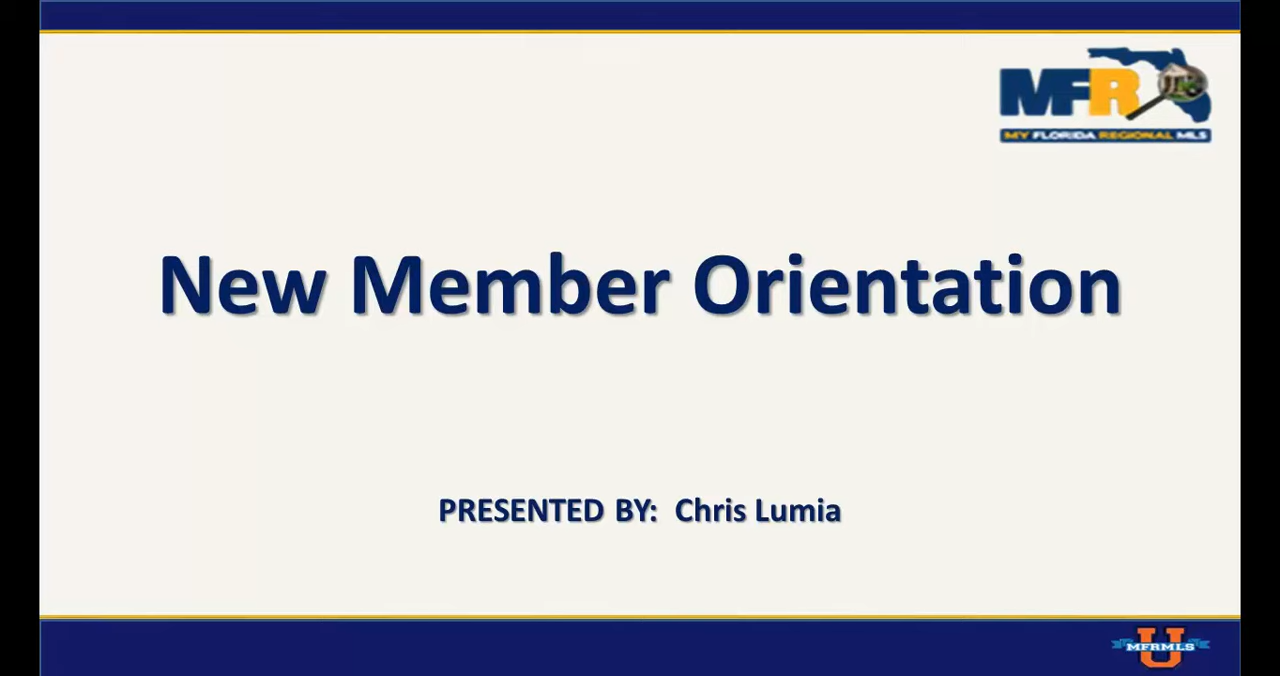 MFR
MY FLORIDA REGIONAL MLS
New Member Orientation
PRESENTED BY: Chris Lumia
U
MFRMLS